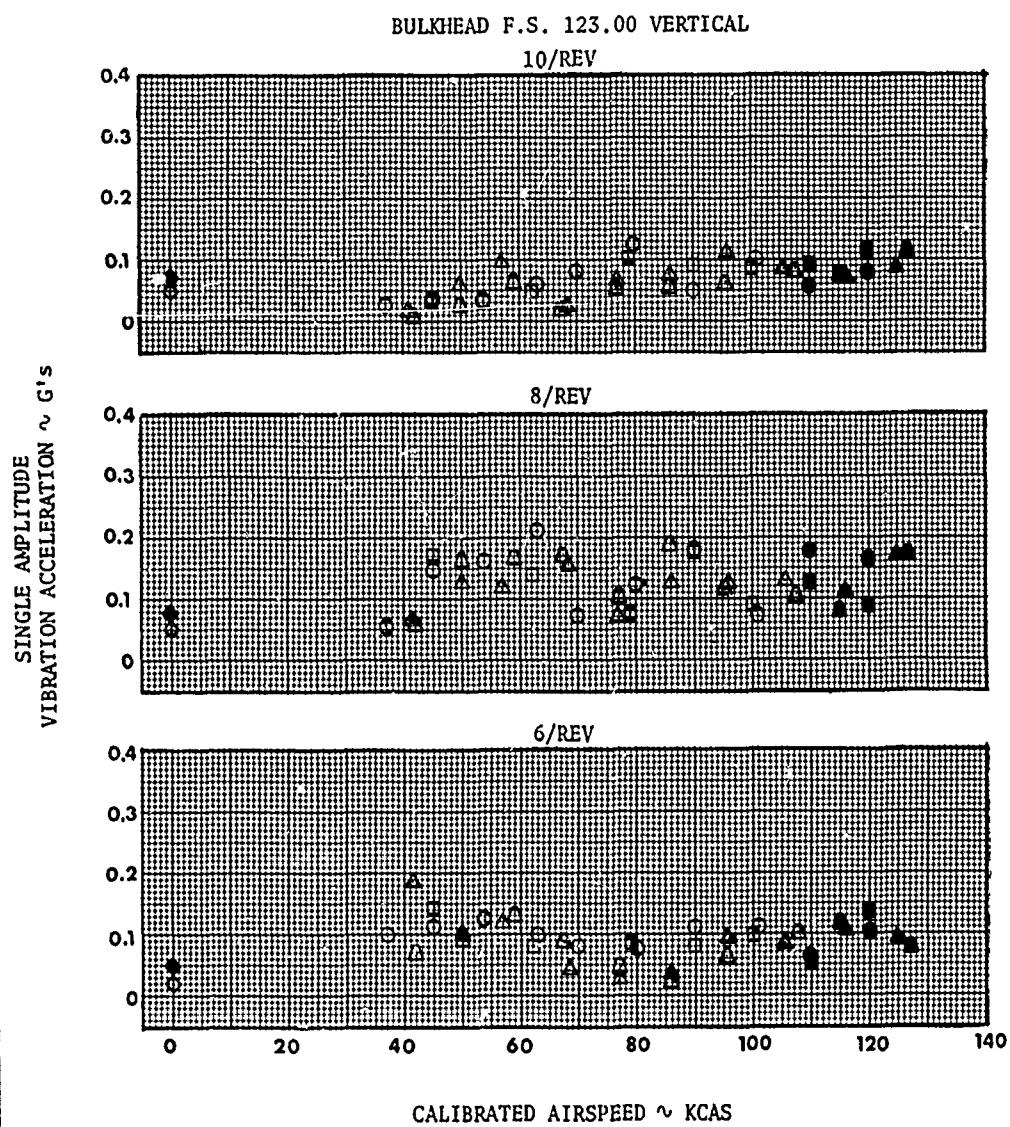 BULKHEAD F.S. 123.00 VERTICAL
10/REV
0.4
0.3
0.2
0.1
0
8/REV
0.4
0.3
0.2
0.1
0
SINGLE AMPLITUDE
VIBRATION ACCELERATION ~ G's
6/REV
0.4
0.3
0.2
0.1
0
0 20 40 60 80 100 120 140
CALIBRATED AIRSPEED ~ KCAS